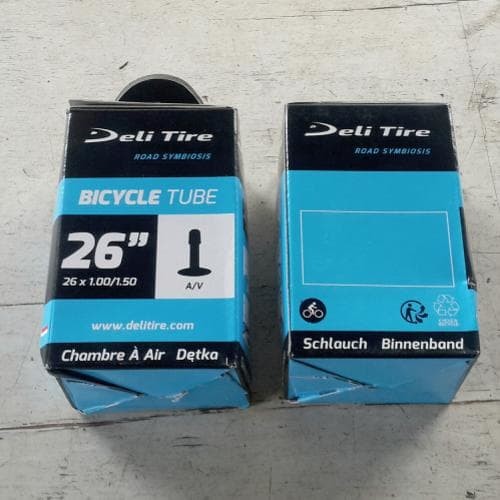 Deli Tire
ROAD SYMBIOSIS
BICYCLE TUBE
26”
26 x 1.00/1.50
A/V
www.delitire.com
Chambre À Air Dętka
Deli Tire
ROAD SYMBIOSIS
Schlauch Binnenband